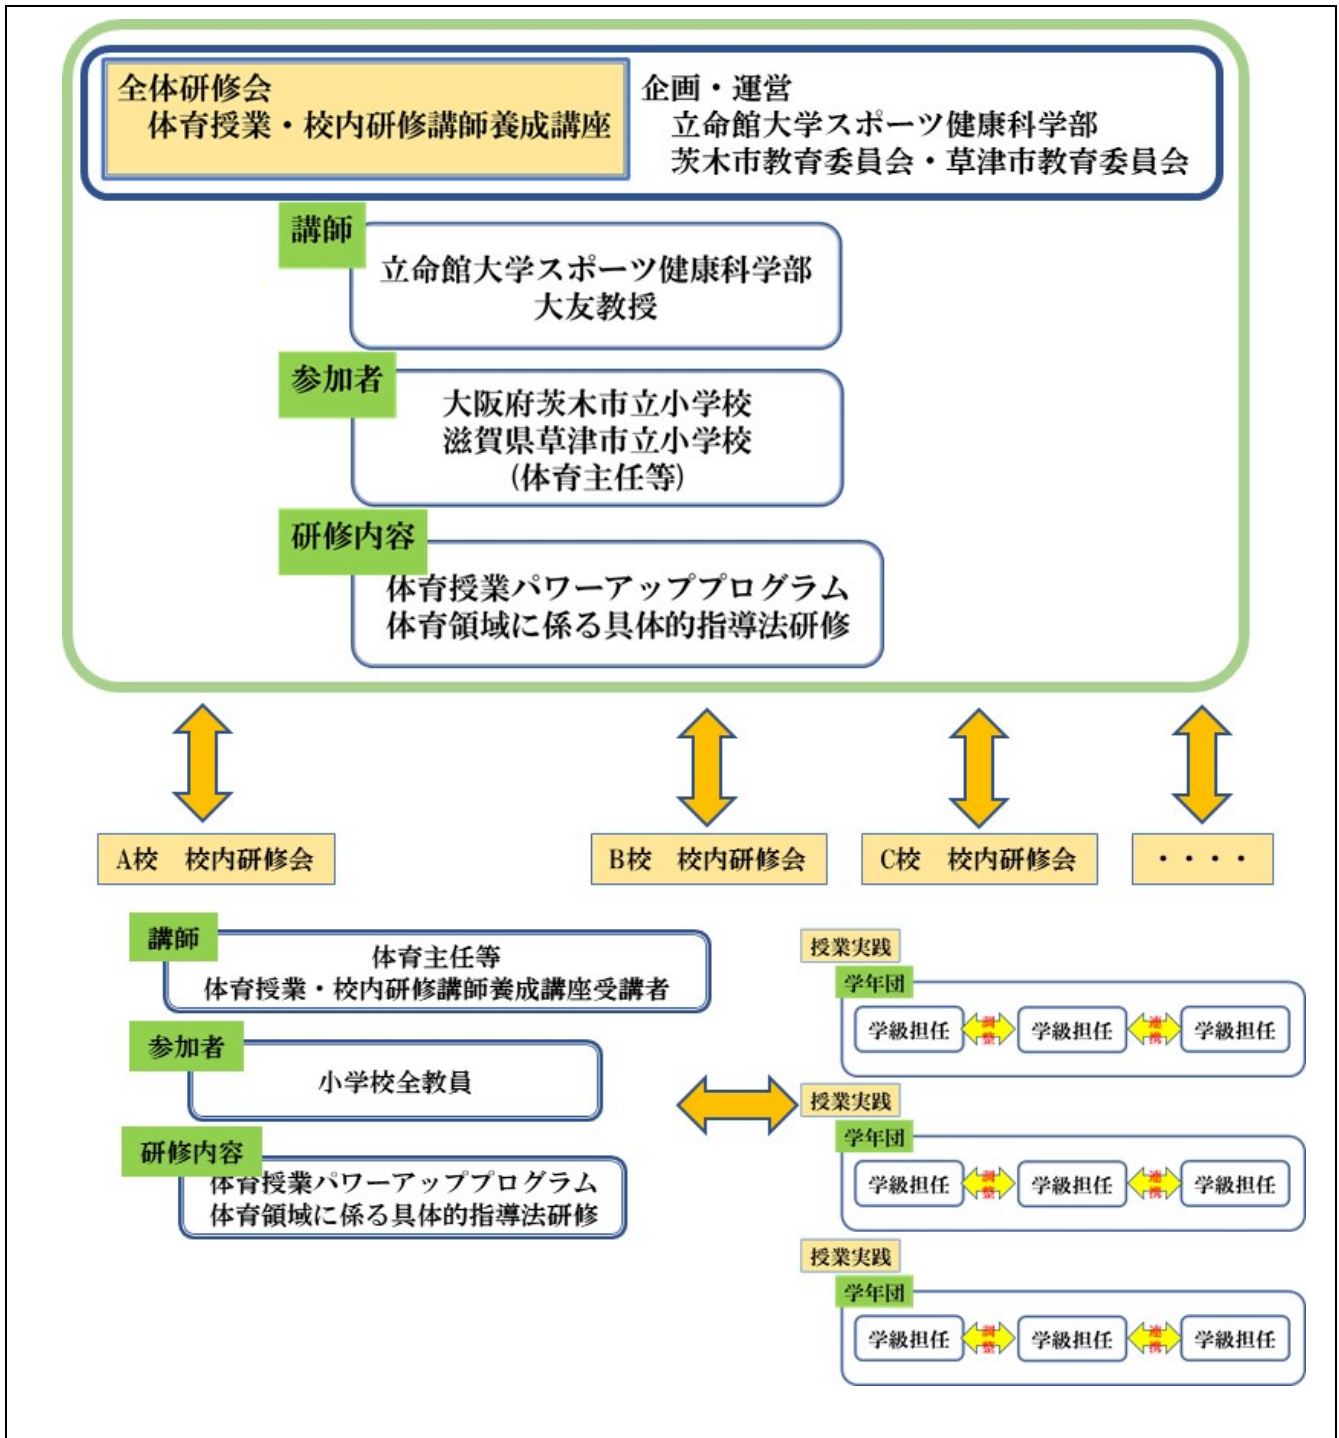 全体研修会
体育授業・校内研修講師養成講座
企画・運営
立命館大学スポーツ健康科学部
茨木市教育委員会・草津市教育委員会
講師
立命館大学スポーツ健康科学部
大友教授
参加者
大阪府茨木市立小学校
滋賀県草津市立小学校
(体育主任等)
研修内容
体育授業パワーアッププログラム
体育領域に係る具体的指導法研修
A校　校内研修会
B校　校内研修会
C校　校内研修会
・・・・
講師
体育主任等
体育授業・校内研修講師養成講座受講者
参加者
小学校全教員
研修内容
体育授業パワーアッププログラム
体育領域に係る具体的指導法研修
授業実践
学年団
学級担任
調整
学級担任
連携
学級担任
授業実践
学年団
学級担任
調整
学級担任
連携
学級担任
授業実践
学年団
学級担任
調整
学級担任
連携
学級担任